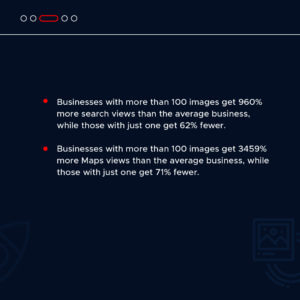 Businesses with more than 100 images get 960%
more search views than the average business,
while those with just one get 62% fewer.
Businesses with more than 100 images get 3459%
more Maps views than the average business, while
those with just one get 71% fewer.